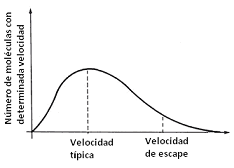 Número de moléculas con
determinada velocidad
Velocidad
típica
Velocidad
de escape